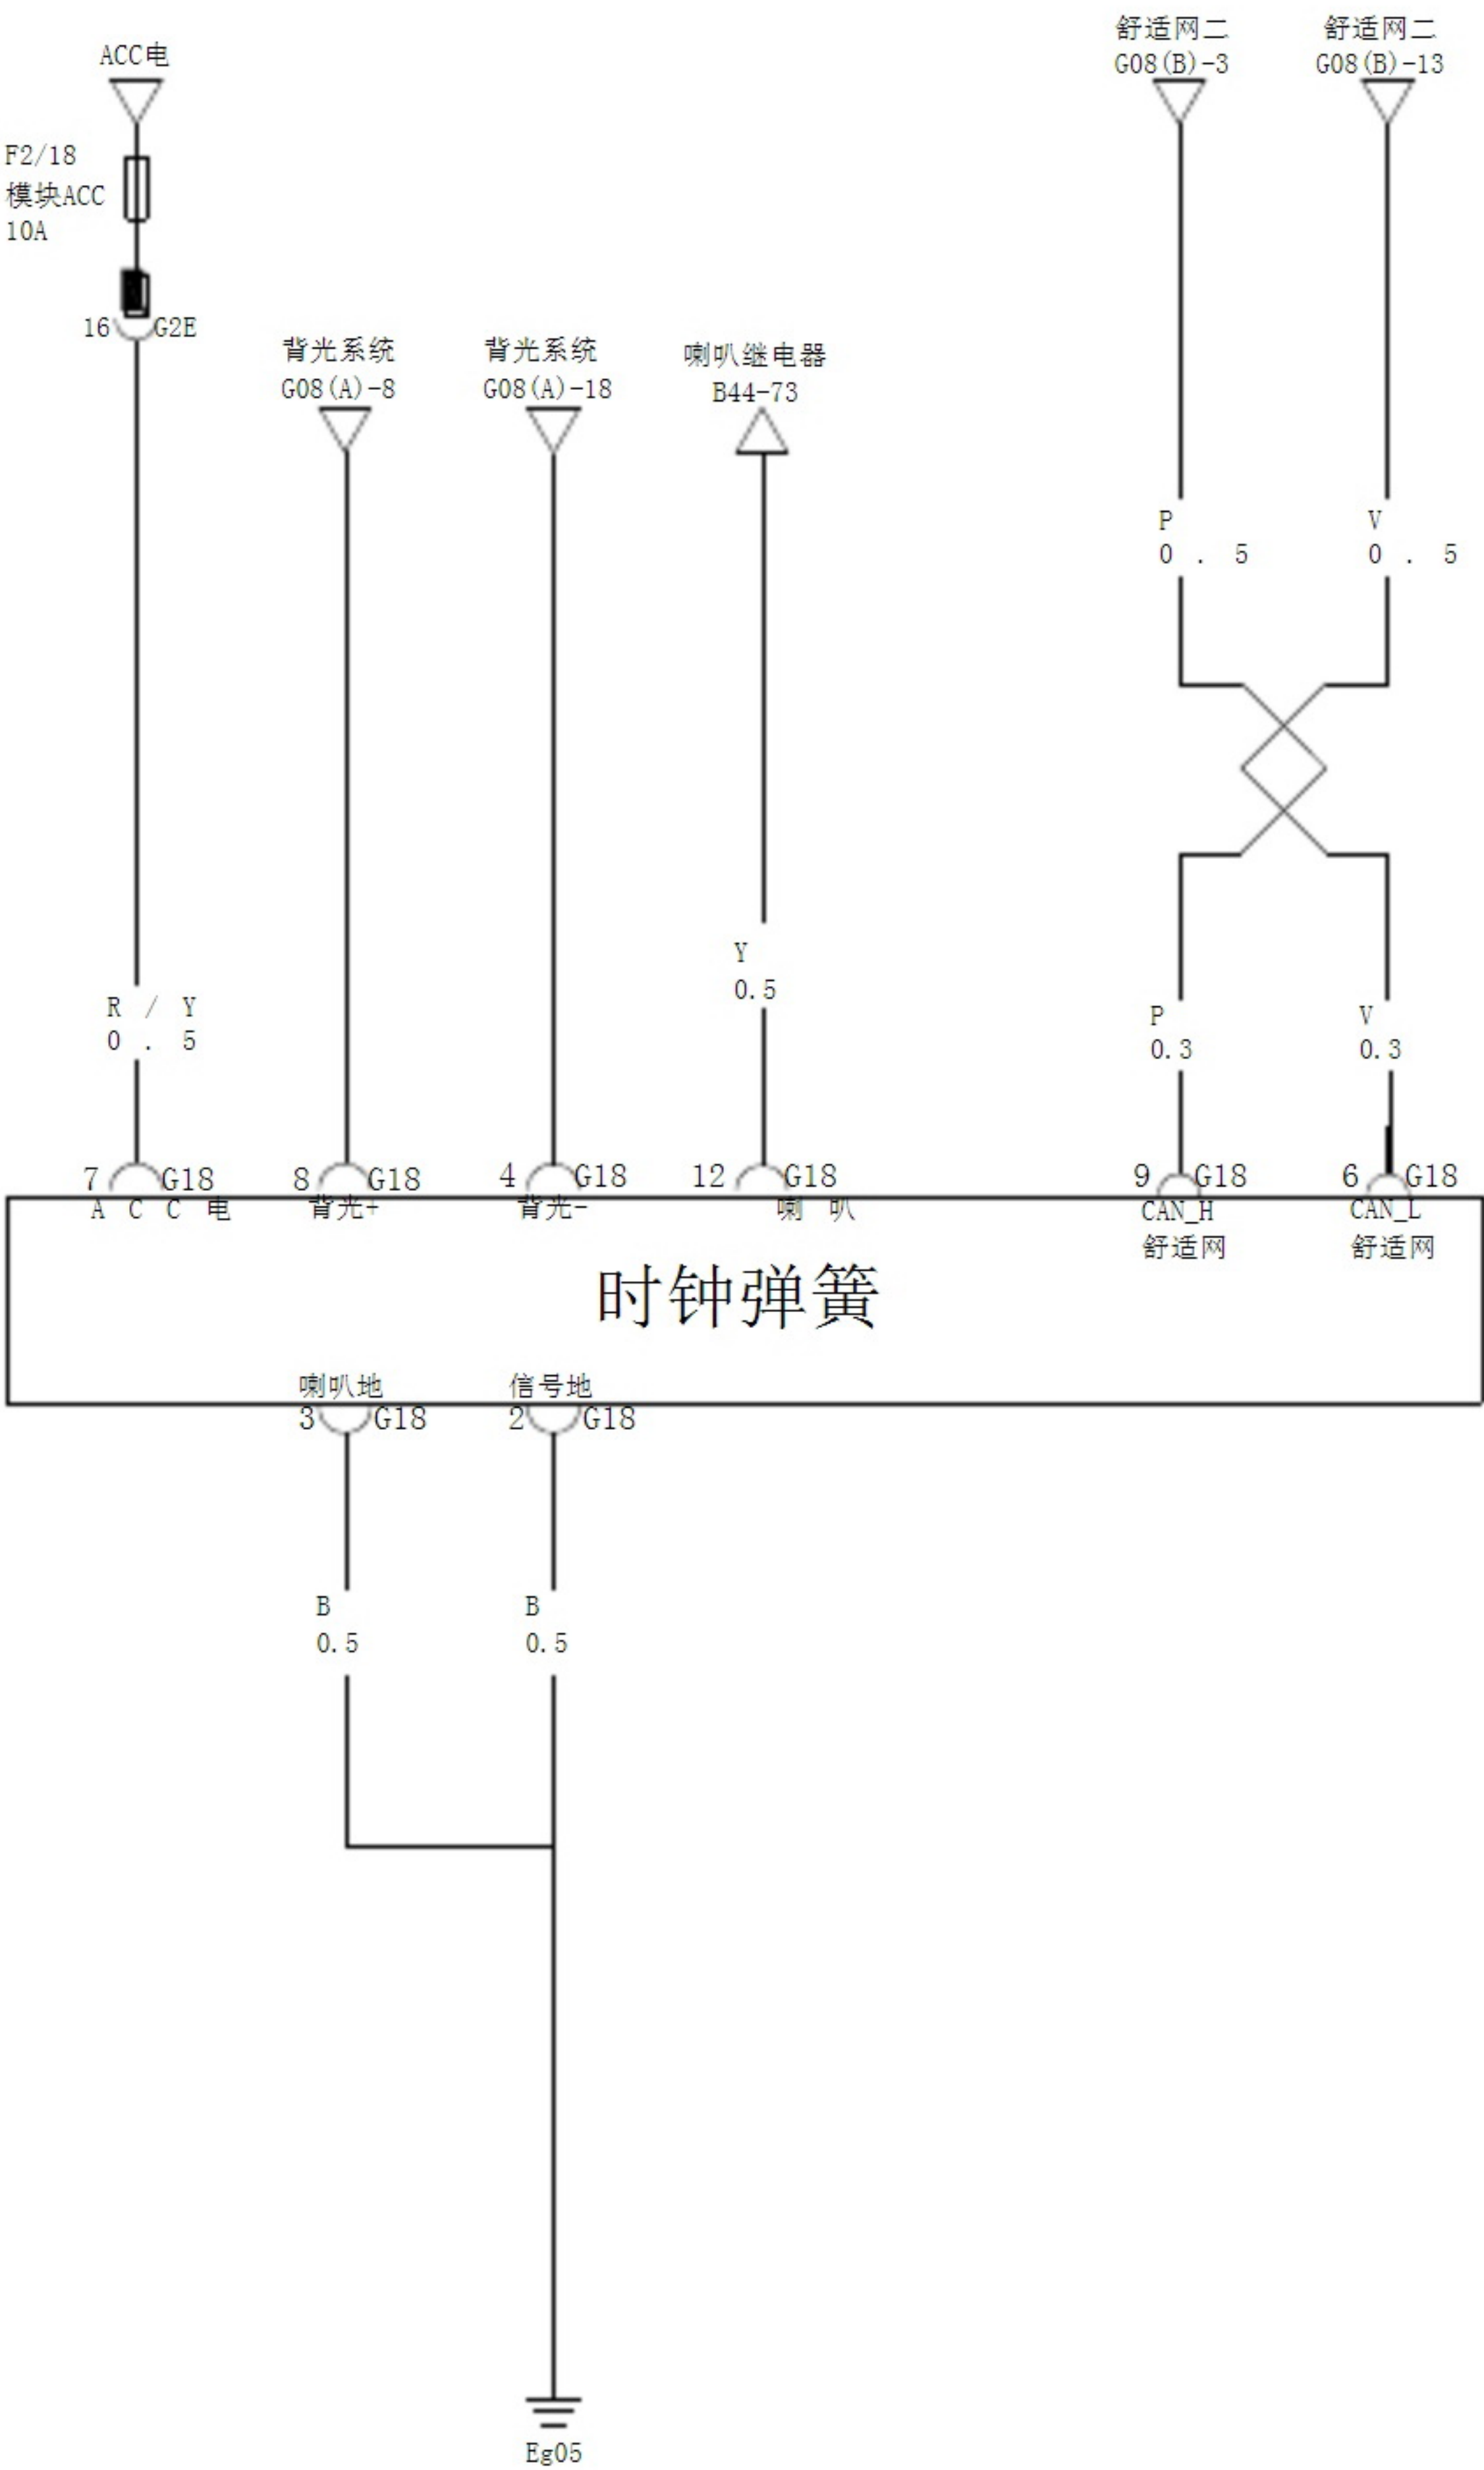 ACC电
F2/18
模块ACC
10A
16 G2E
背光系统
G08(A)-8
背光系统
G08(A)-18
喇叭继电器
B44-73
舒适网二
G08(B)-3
舒适网二
G08(B)-13
P
0 . 5
V
0 . 5
Y
0.5
R / Y
0 . 5
P
0.3
V
0.3
7 G18
A C C 电
8 G18
背光+
4 G18
背光-
12 G18
喇 叭
9 G18
CAN_H
舒适网
6 G18
CAN_L
舒适网
时钟弹簧
喇叭地
3 G18
信号地
2 G18
B
0.5
B
0.5
Eg05